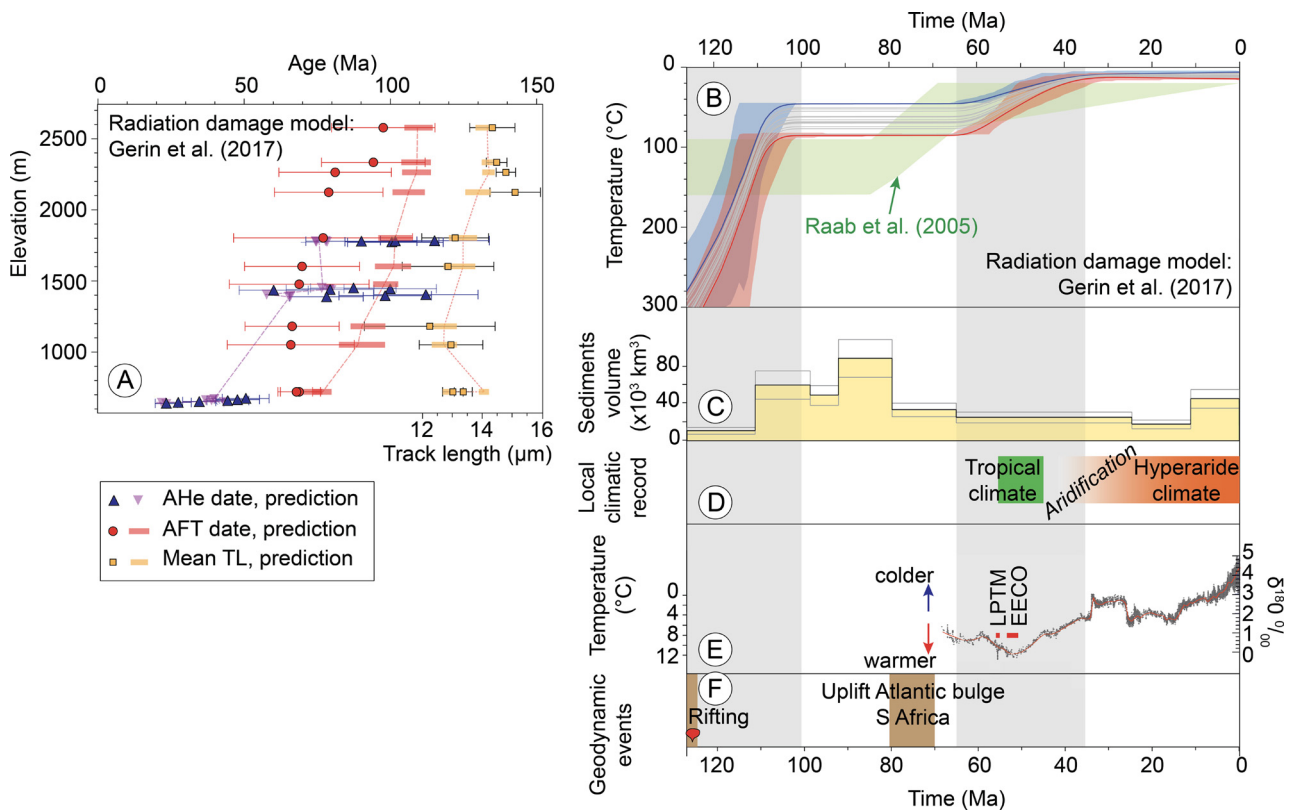 Age (Ma)
0
50
100
150
Radiation damage model:
Gerin et al. (2017)
Elevation (m)
2500
2000
1500
1000
A
12
14
16
Track length (µm)
AHe date, prediction
AFT date, prediction
Mean TL, prediction
Time (Ma)
120
100
80
60
40
20
0
Temperature (°C)
0
100
200
300
B
Raab et al. (2005)
Radiation damage model:
Gerin et al. (2017)
Sediments
volume
(x10³ km³)
80
40
0
C
Local
climatic
record
D
Tropical
climate
Aridification
Hyperaride
climate
Temperature
(°C)
0
4
8
12
E
colder
warmer
LPTM
EECO
5
4
3
2
1
0
δ¹⁸O ⁰/₀₀
Geodynamic
events
F
Rifting
Uplift Atlantic bulge
S Africa
120
100
80
60
40
20
0
Time (Ma)